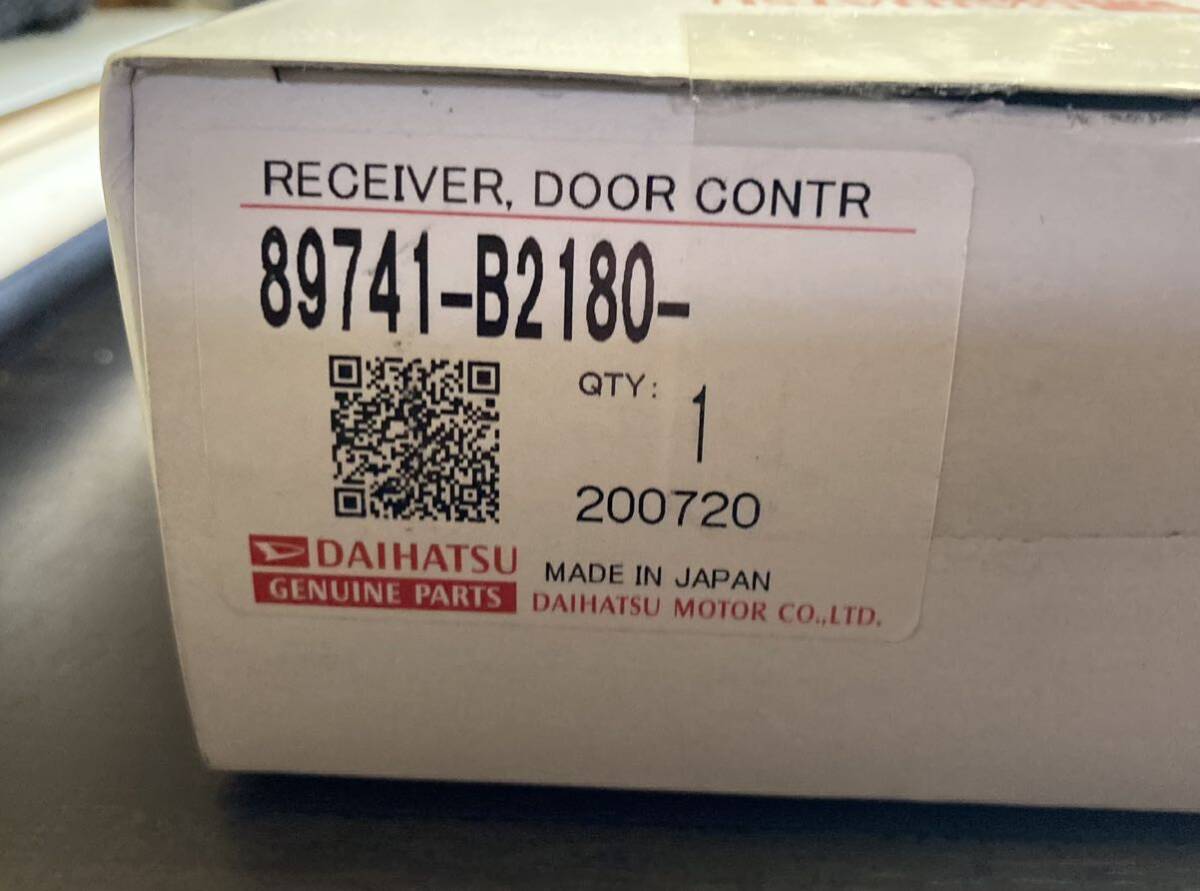 RECEIVER, DOOR CONTR
89741-B2180-
QTY: 1
200720
DAIHATSU
GENUINE PARTS
MADE IN JAPAN
DAIHATSU MOTOR CO.,LTD.